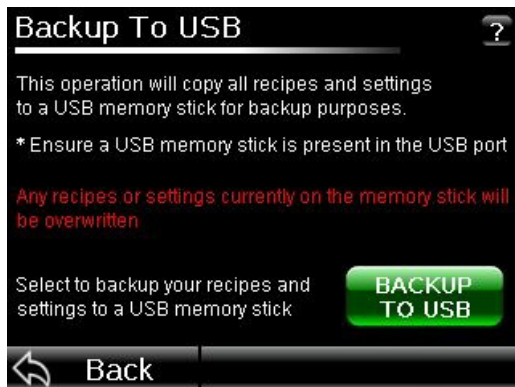 Backup To USB
?
This operation will copy all recipes and settings
to a USB memory stick for backup purposes.
* Ensure a USB memory stick is present in the USB port
Any recipes or settings currently on the memory stick will
be overwritten
Select to backup your recipes and
settings to a USB memory stick
BACKUP
TO USB
Back